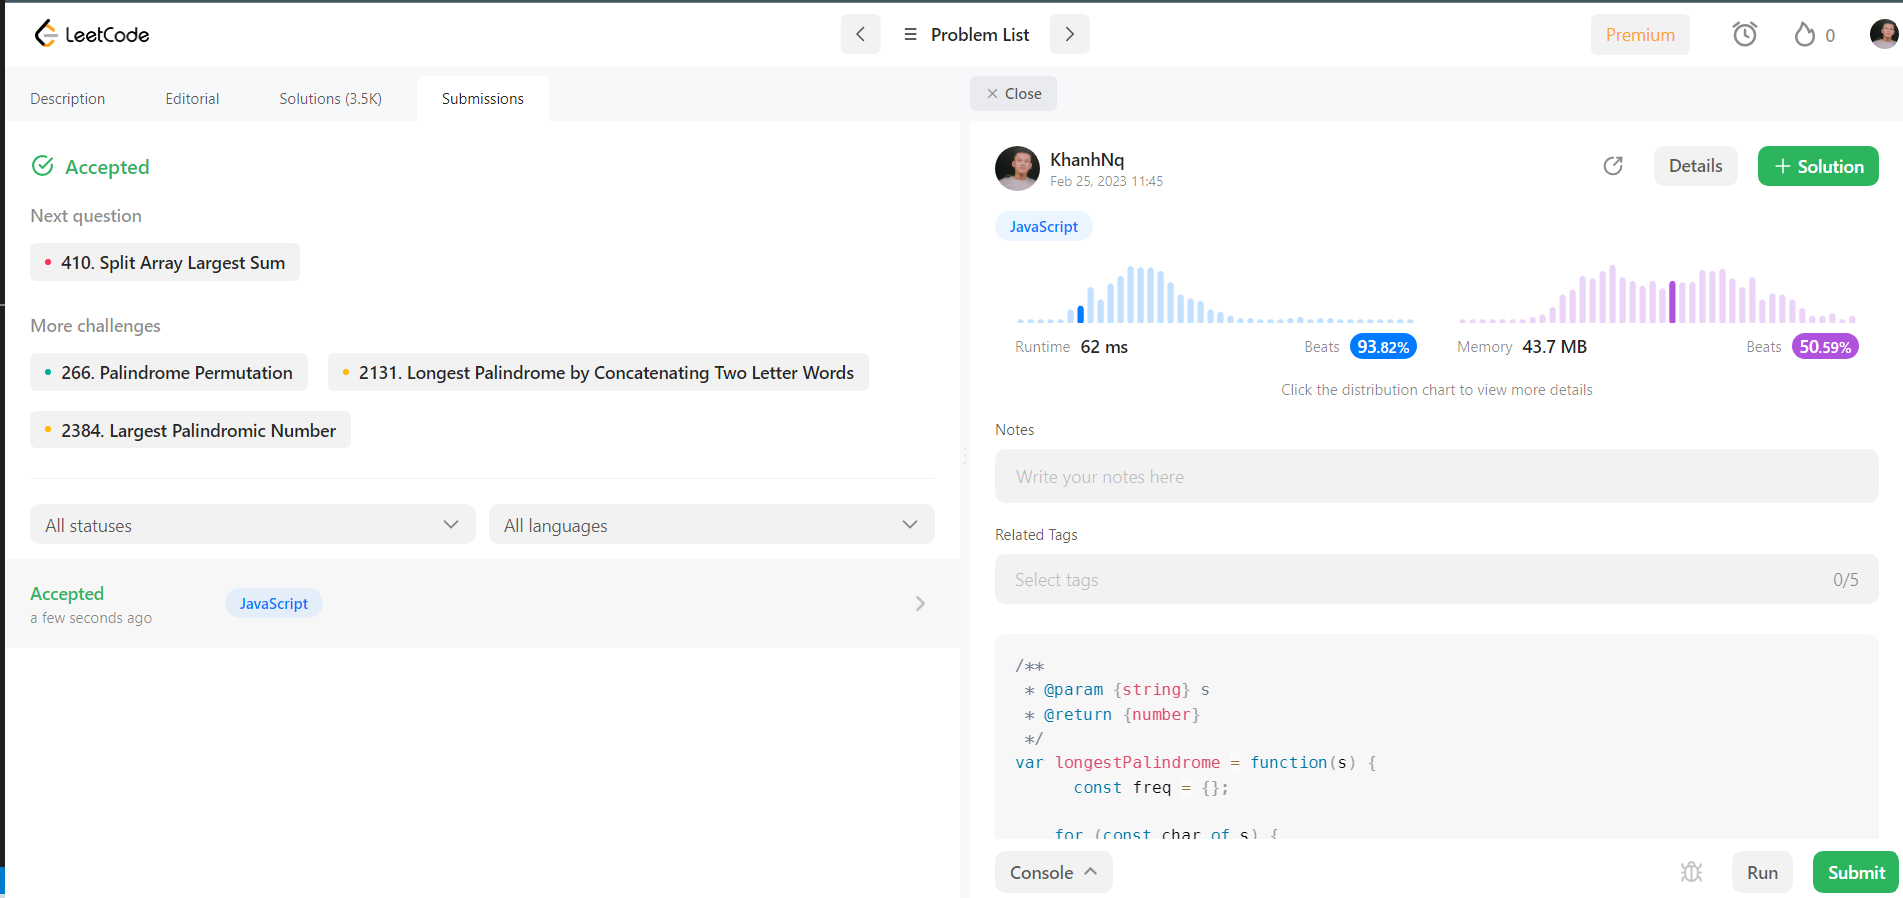 LeetCode
Problem List
Premium
0
Description
Editorial
Solutions (3.5K)
Submissions
Close
Accepted
Next question
410. Split Array Largest Sum
More challenges
266. Palindrome Permutation
2131. Longest Palindrome by Concatenating Two Letter Words
2384. Largest Palindromic Number
All statuses
All languages
Accepted
a few seconds ago
JavaScript
KhanhNq
Feb 25, 2023 11:45
Details
+ Solution
JavaScript
Runtime 62 ms
Beats 93.82%
Memory 43.7 MB
Beats 50.59%
Click the distribution chart to view more details
Notes
Write your notes here
Related Tags
Select tags
0/5
/**
 * @param {string} s
 * @return {number}
 */
var longestPalindrome = function(s) {
      const freq = {};
    for (const char of s) {
Console
Run
Submit